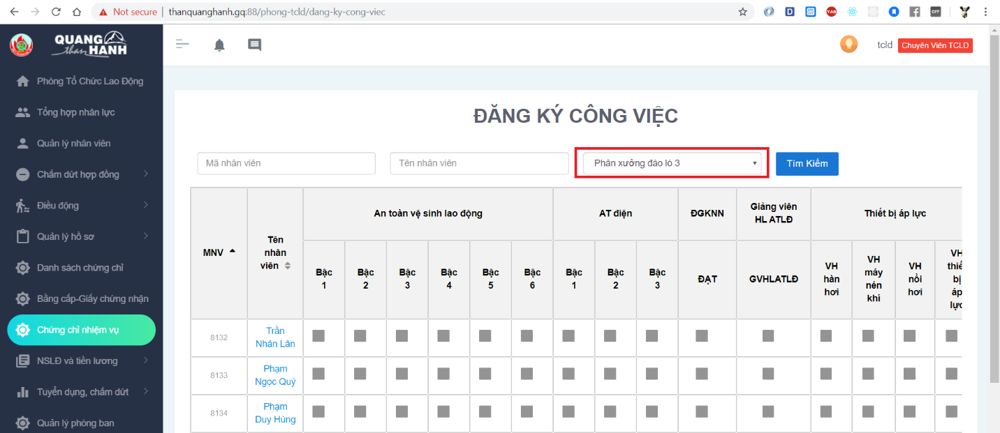 Not secure
thanquanghanh.gq:88/phong-tcld/dang-ky-cong-viec
D
YAB
OFF
QUANG
than HANH
tcld
Chuyên Viên TCLD
Phòng Tổ Chức Lao Động
Tổng hợp nhân lực
Quản lý nhân viên
Chấm dứt hợp đồng
Điều động
Quản lý hồ sơ
Danh sách chứng chỉ
Bằng cấp-Giấy chứng nhận
Chứng chỉ nhiệm vụ
NSLĐ và tiền lương
Tuyển dụng, chấm dứt
Quản lý phòng ban
ĐĂNG KÝ CÔNG VIỆC
Mã nhân viên
Tên nhân viên
Phân xưởng đào lò 3
Tìm Kiếm
MNV
Tên
nhân
viên
An toàn vệ sinh lao động
AT điện
ĐGKNN
Giảng viên
HL ATLĐ
Thiết bị áp lực
Bậc
1
Bậc
2
Bậc
3
Bậc
4
Bậc
5
Bậc
6
Bậc
1
Bậc
2
Bậc
3
ĐẠT
GVHLATLĐ
VH
hàn
hơi
VH
máy
nén
khí
VH
nồi
hơi
VH
thiế
bị
áp
lực
8132
Trần
Nhân Lân
8133
Phạm
Ngọc Quý
8134
Phạm
Duy Hùng